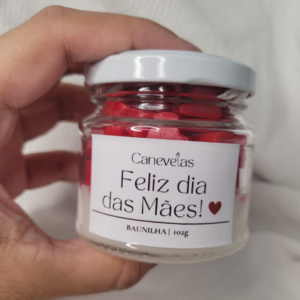 Canevelas
Feliz dia
das Mães!
BAUNILHA | 102g